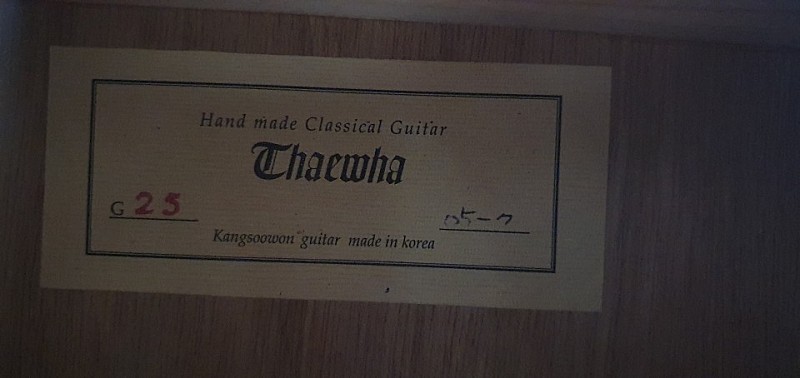 Hand made Classical Guitar
Thaewha
G 25
05-7
Kangsoowon guitar made in korea